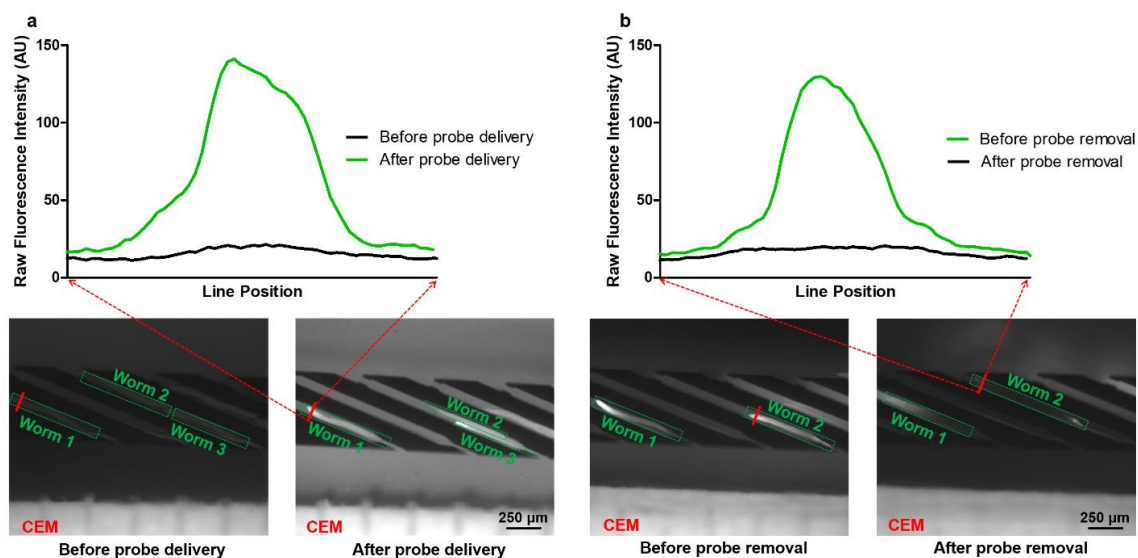 a
Raw Fluorescence Intensity (AU)
150
100
50
0
Before probe delivery
After probe delivery
Line Position
Worm 2
Worm 1
Worm 3
CEM
Before probe delivery
Worm 2
Worm 1
Worm 3
CEM
250 µm
After probe delivery
b
Raw Fluorescence Intensity (AU)
150
100
50
0
Before probe removal
After probe removal
Line Position
Worm 1
Worm 2
CEM
Before probe removal
Worm 2
Worm 1
CEM
250 µm
After probe removal